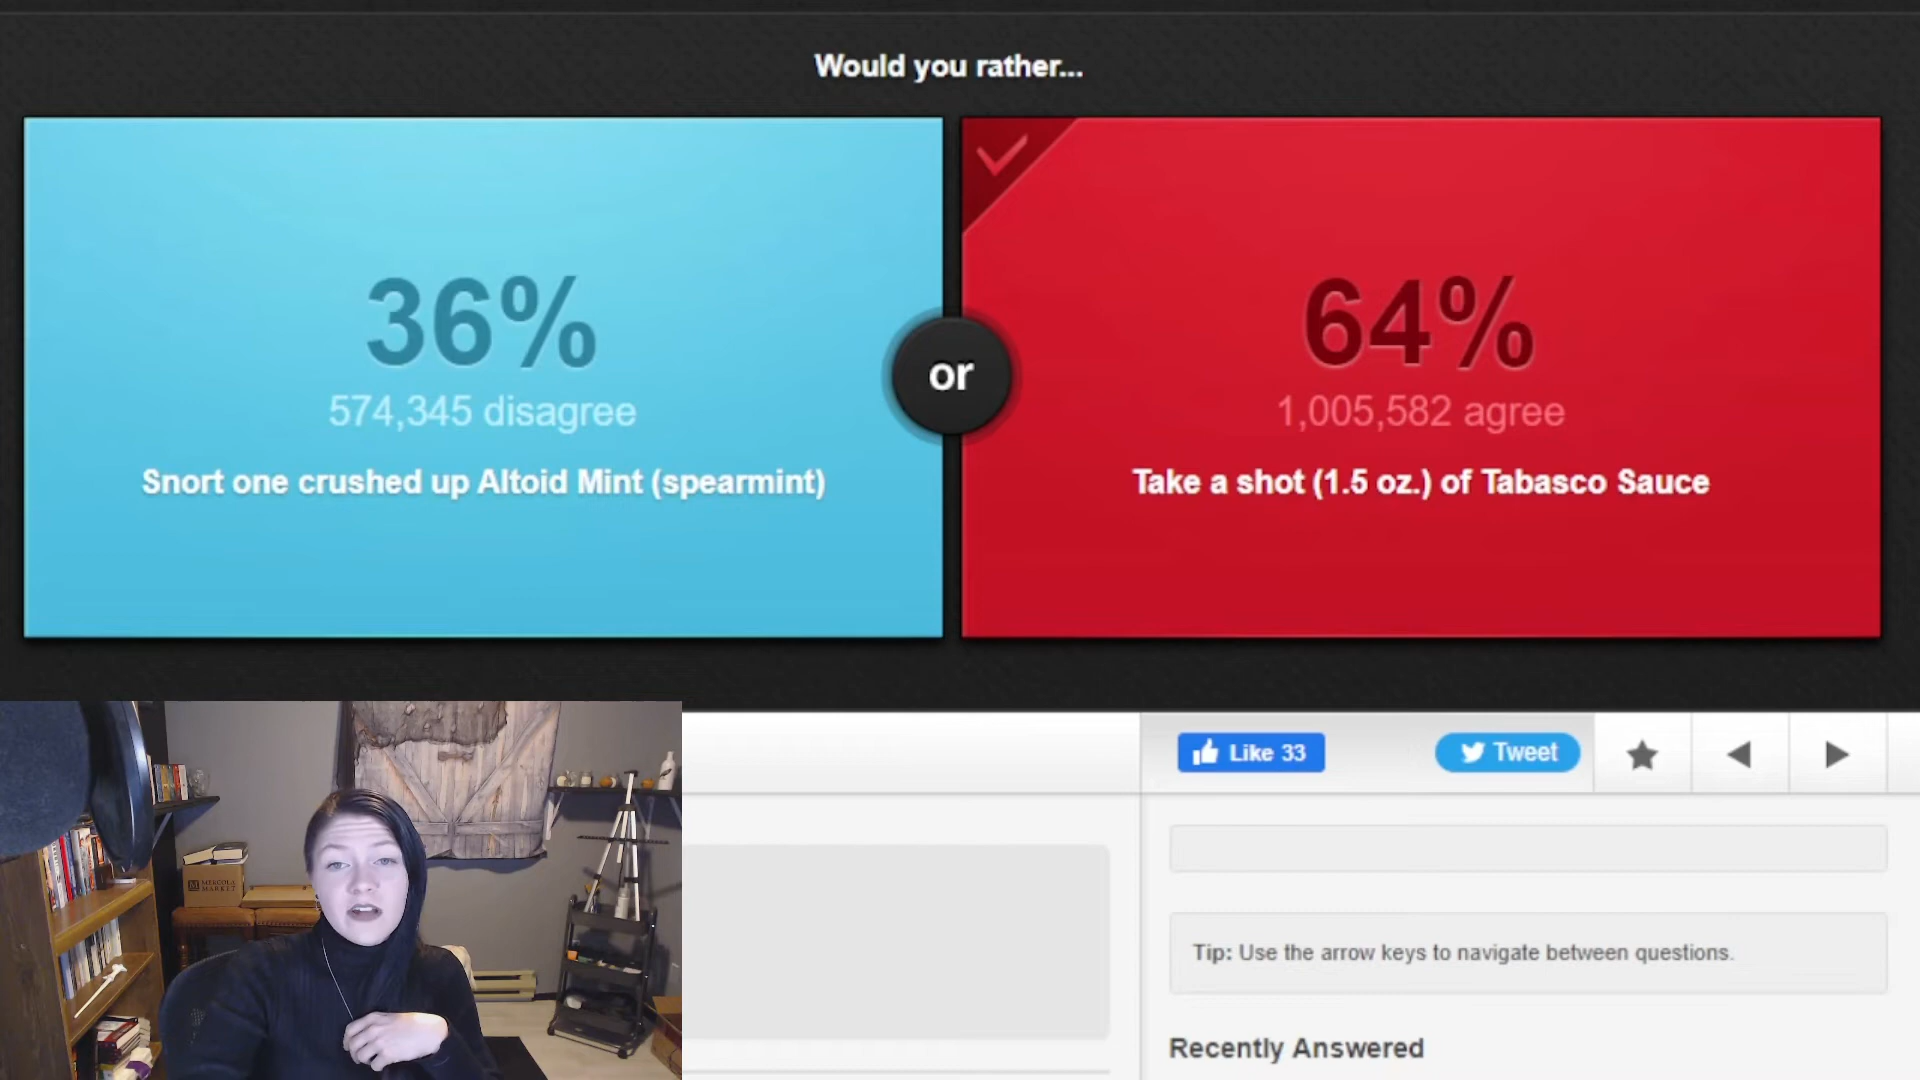 Would you rather...
36%
574,345 disagree
Snort one crushed up Altoid Mint (spearmint)
or
64%
1,005,582 agree
Take a shot (1.5 oz.) of Tabasco Sauce
Like 33
Tweet
MESCOLA
MARKET
Tip: Use the arrow keys to navigate between questions.
Recently Answered